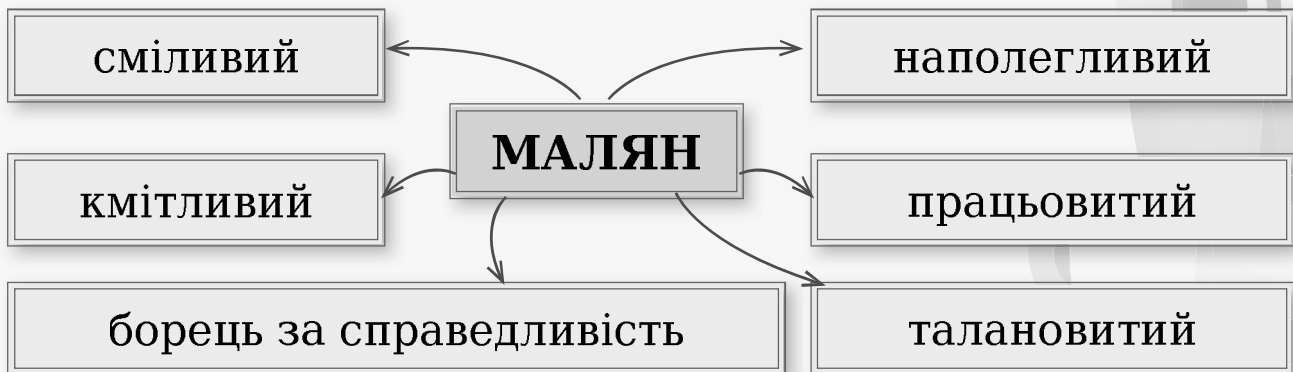 сміливий
наполегливий
МАЛЯН
кмітливий
працьовитий
борець за справедливість
талановитий